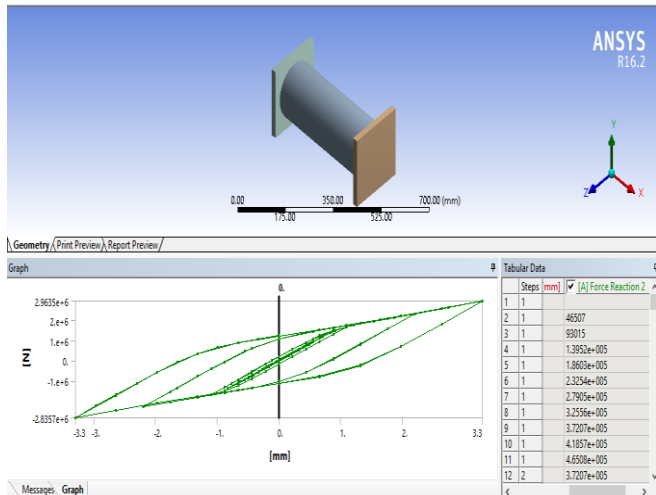 ANSYS
R16.2
Y
Z
X
0.00 350.00 700.00 (mm)
175.00 525.00
Geometry Print Preview Report Preview
Graph
0.
2.9635e+6
2.e+6
1.e+6
0.
-1.e+6
-2.8357e+6
[N]
-3.3 -3. -2. -1. 0. 1. 2. 3.3
[mm]
Messages Graph
Tabular Data
Steps [mm] [A] Force Reaction 2
1 1
2 1 46507
3 1 93015
4 1 1.3952e+005
5 1 1.8603e+005
6 1 2.3254e+005
7 1 2.7905e+005
8 1 3.2556e+005
9 1 3.7207e+005
10 1 4.1857e+005
11 1 4.6508e+005
12 2 3.7207e+005